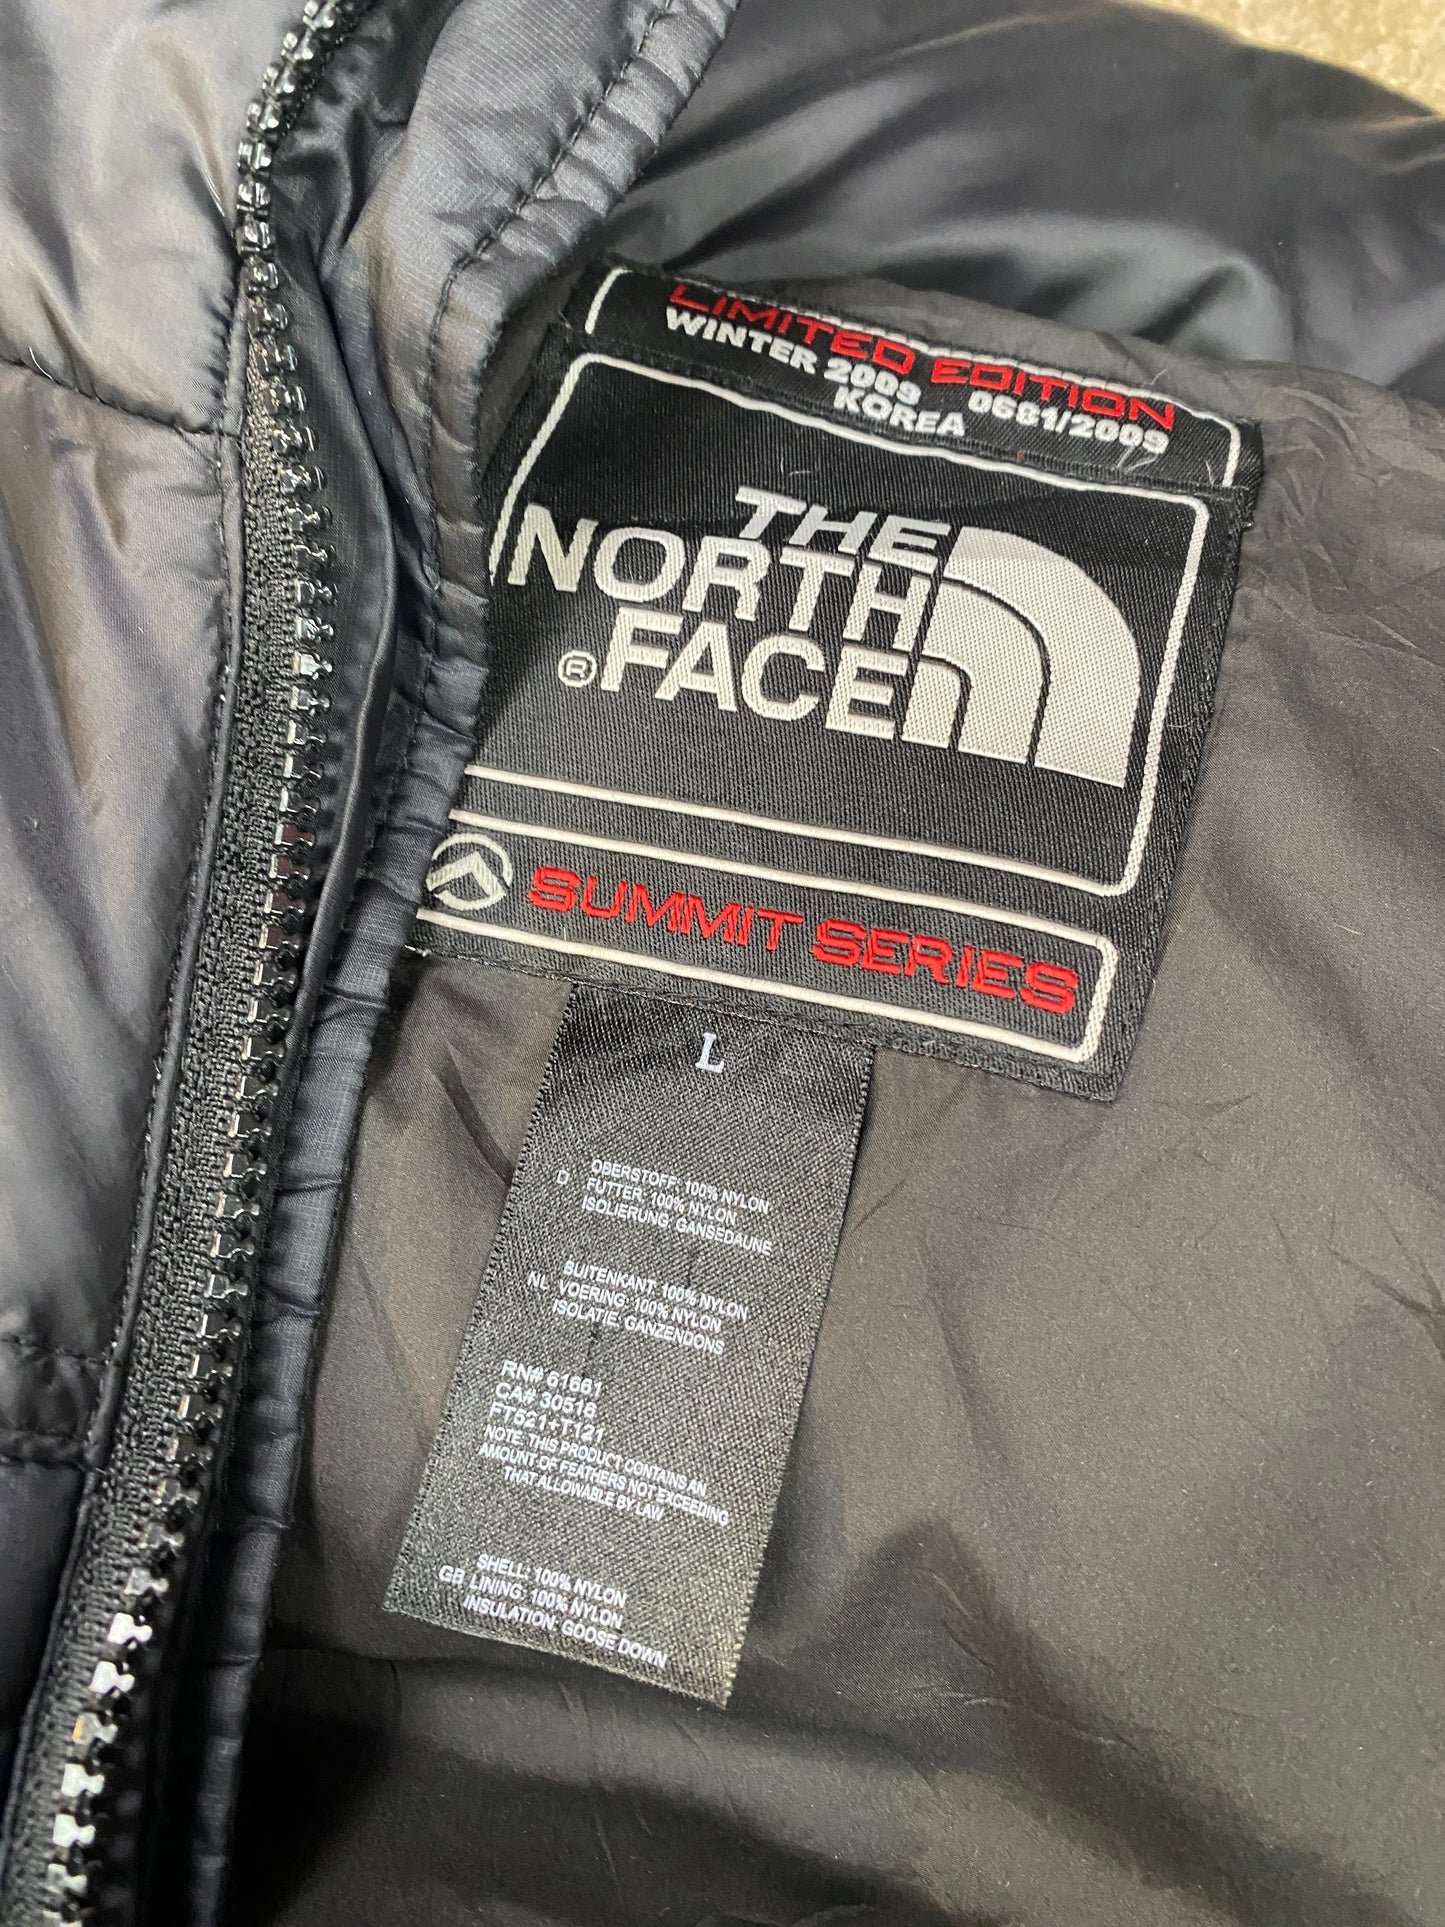 LIMITED EDITION
WINTER 2009 0681/2009
KOREA
THE
NORTH
® FACE
SUMMIT SERIES
L
OBERSTOFF: 100% NYLON
D FUTTER: 100% NYLON
ISOLIERUNG: GANSEDAUNE
BUITENKANT: 100% NYLON
NL VOERING: 100% NYLON
ISOLATIE: GANZENDONS
RN# 61661
CA# 30516
FT521+T121
NOTE: THIS PRODUCT CONTAINS AN
AMOUNT OF FEATHERS NOT EXCEEDING
THAT ALLOWABLE BY LAW
SHELL: 100% NYLON
GB LINING: 100% NYLON
INSULATION: GOOSE DOWN